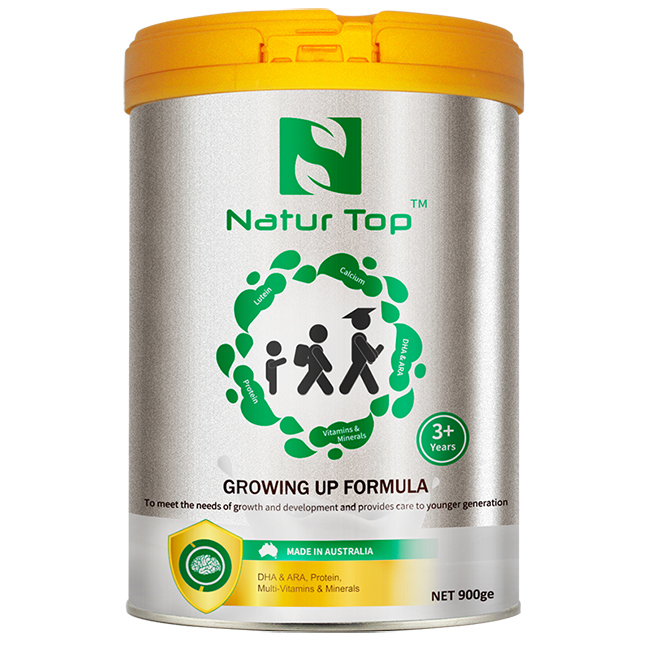 Natur Top™
Lutein
Calcium
DHA & ARA
Protein
Vitamins &
Minerals
3+
Years
GROWING UP FORMULA
To meet the needs of growth and development and provides care to younger generation
MADE IN AUSTRALIA
DHA & ARA, Protein,
Multi-Vitamins & Minerals
NET 900ge